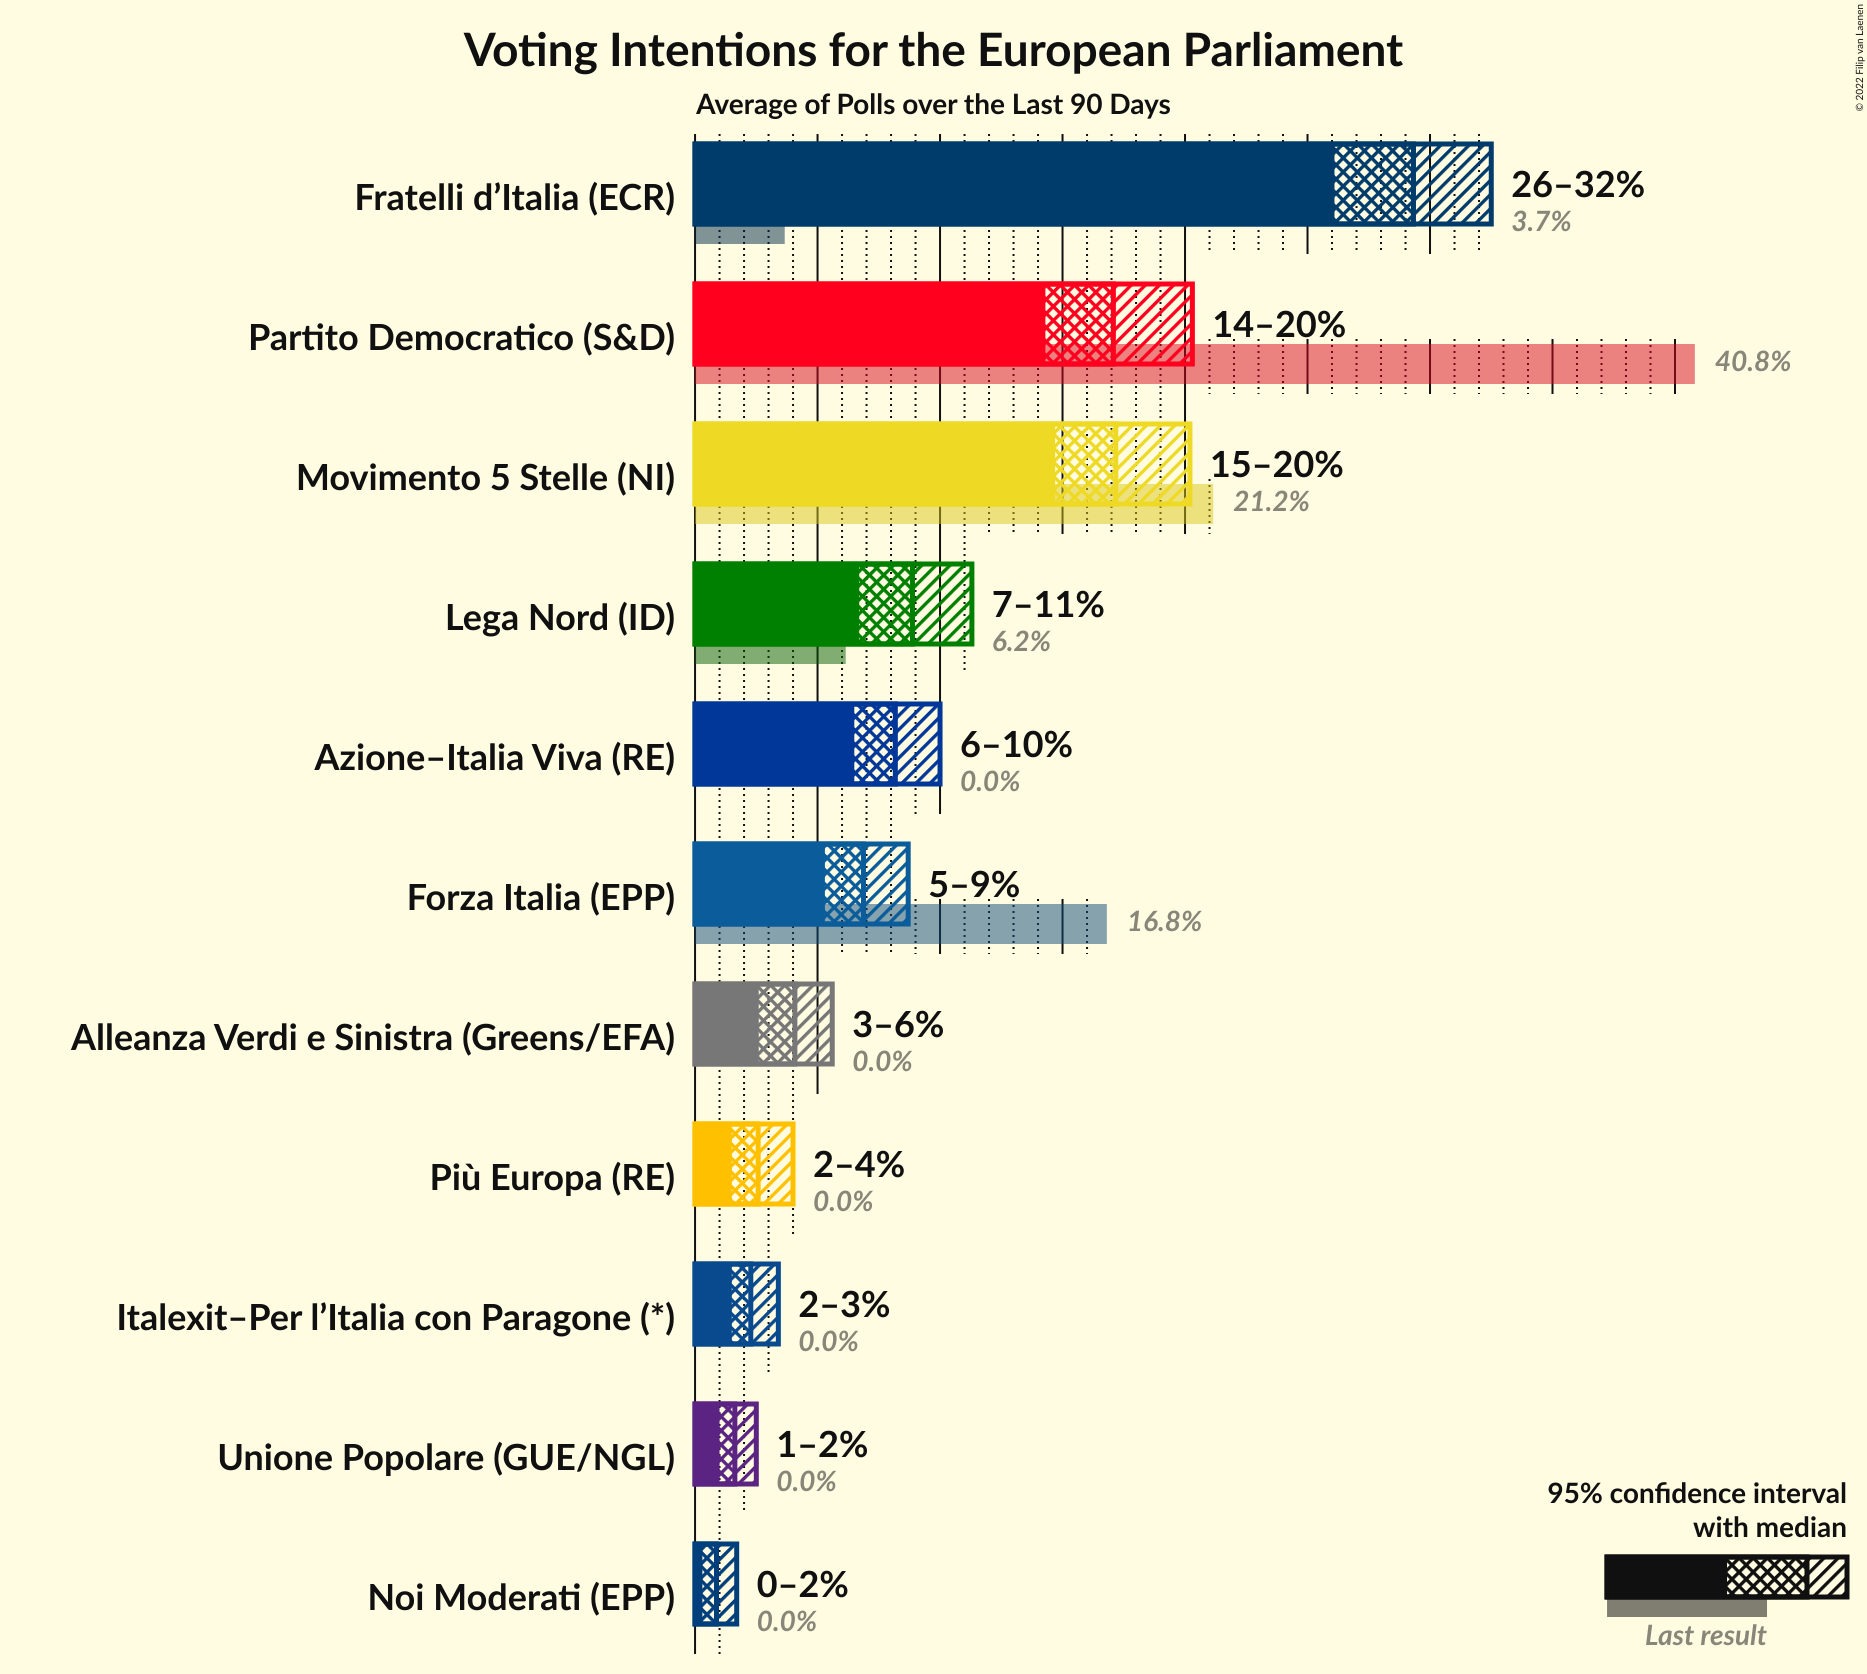 Voting Intentions for the European Parliament
Average of Polls over the Last 90 Days
© 2022 Filip van Laenen
Fratelli d’Italia (ECR)
26–32%
3.7%
Partito Democratico (S&D)
14–20%
40.8%
Movimento 5 Stelle (NI)
15–20%
21.2%
Lega Nord (ID)
7–11%
6.2%
Azione–Italia Viva (RE)
6–10%
0.0%
Forza Italia (EPP)
5–9%
16.8%
Alleanza Verdi e Sinistra (Greens/EFA)
3–6%
0.0%
Più Europa (RE)
2–4%
0.0%
Italexit–Per l’Italia con Paragone (*)
2–3%
0.0%
Unione Popolare (GUE/NGL)
1–2%
0.0%
Noi Moderati (EPP)
0–2%
0.0%
95% confidence interval
with median
Last result